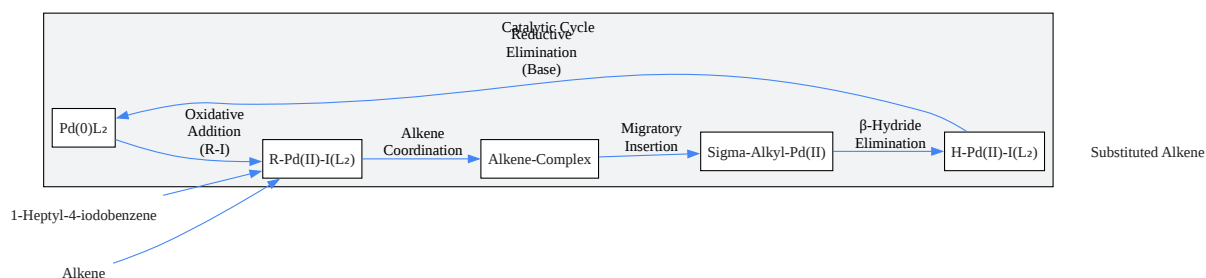 Catalytic Cycle
Reductive
Elimination
(Base)
Pd(0)L₂
Oxidative
Addition
(R-I)
R-Pd(II)-I(L₂)
Alkene
Coordination
Alkene-Complex
Migratory
Insertion
Sigma-Alkyl-Pd(II)
β-Hydride
Elimination
H-Pd(II)-I(L₂)
Substituted Alkene
1-Heptyl-4-iodobenzene
Alkene